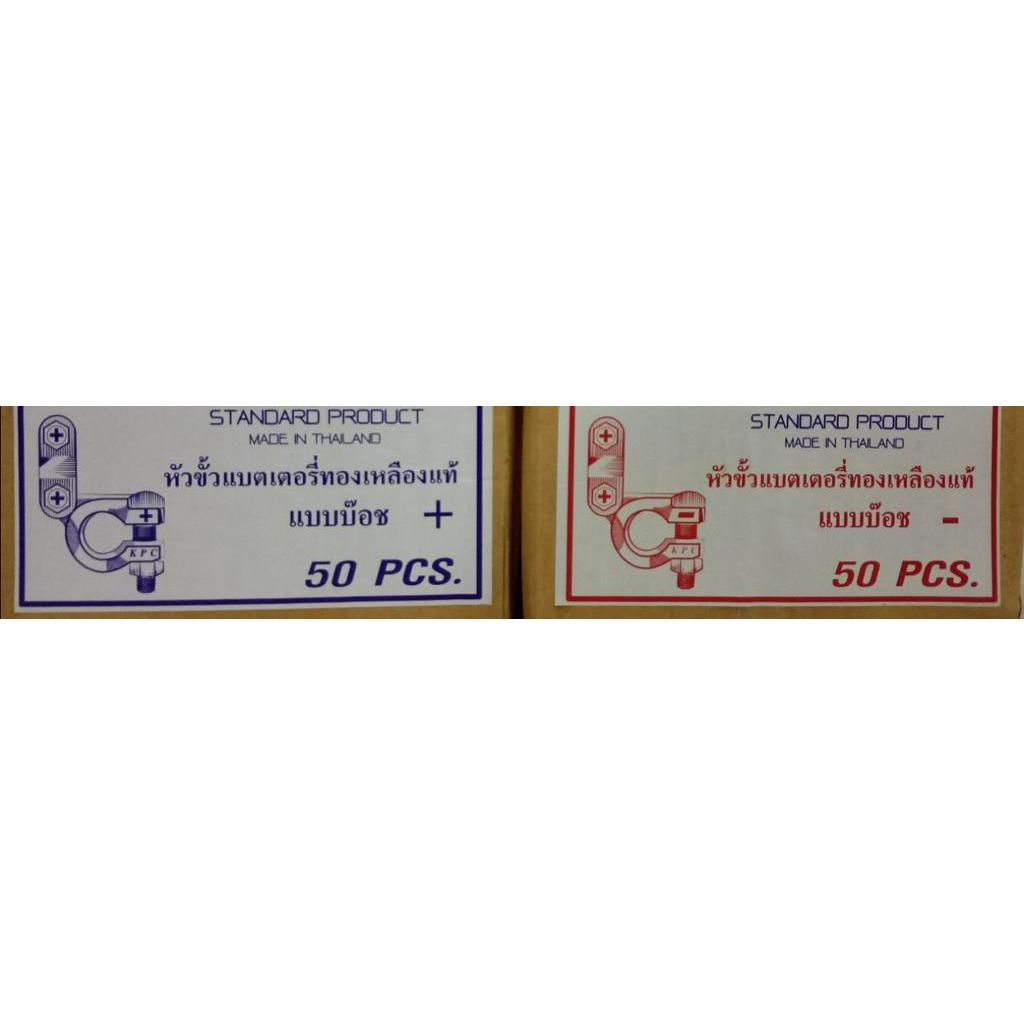 STANDARD PRODUCT
MADE IN THAILAND
หัวขั้วแบตเตอรี่ทองเหลืองแท้
แบบบ๊อช +
+
KPC
50 PCS.
STANDARD PRODUCT
MADE IN THAILAND
หัวขั้วแบตเตอรี่ทองเหลืองแท้
แบบบ๊อช -
-
KPC
50 PCS.